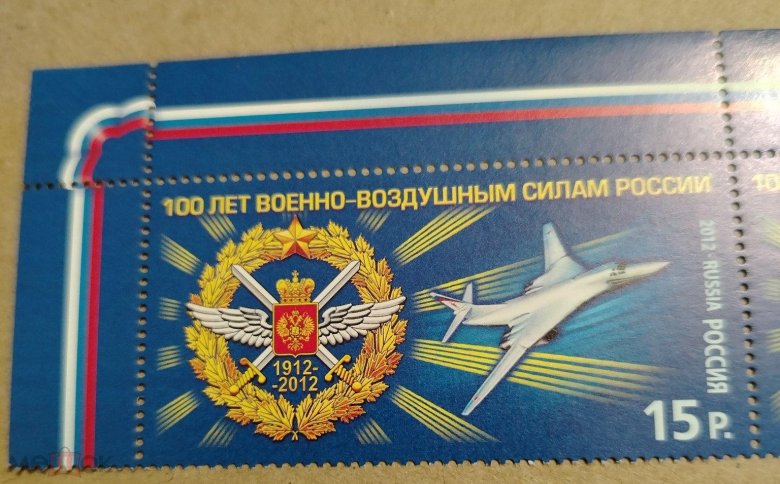 100 ЛЕТ ВОЕННО-ВОЗДУШНЫМ СИЛАМ РОССИИ
2012 · RUSSIA РОССИЯ
1912-
-2012
15 Р.